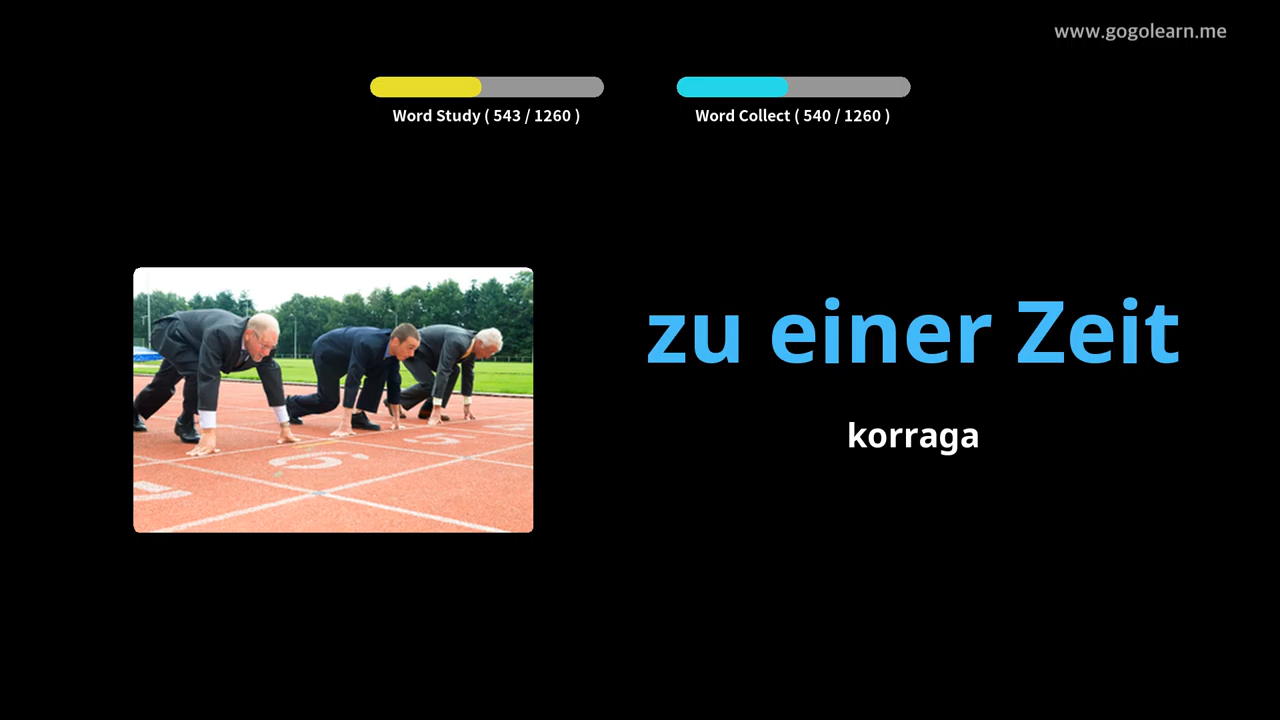 www.gogolearn.me
Word Study ( 543 / 1260 )
Word Collect ( 540 / 1260 )
zu einer Zeit
korraga